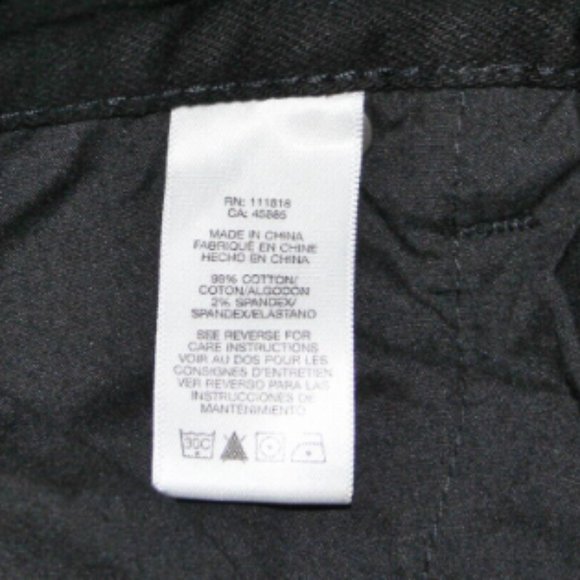 RN: 111818
CA: 45885
MADE IN CHINA
FABRIQUÉ EN CHINE
HECHO EN CHINA
98% COTTON/
COTON/ALGODON
2% SPANDEX/
SPANDEX/ELASTANO
SEE REVERSE FOR
CARE INSTRUCTIONS
VOIR AU DOS POUR LES
CONSIGNES D'ENTRETIEN
VER REVERSO PARA LAS
INSTRUCCIONES DE
MANTENIMIENTO
30C